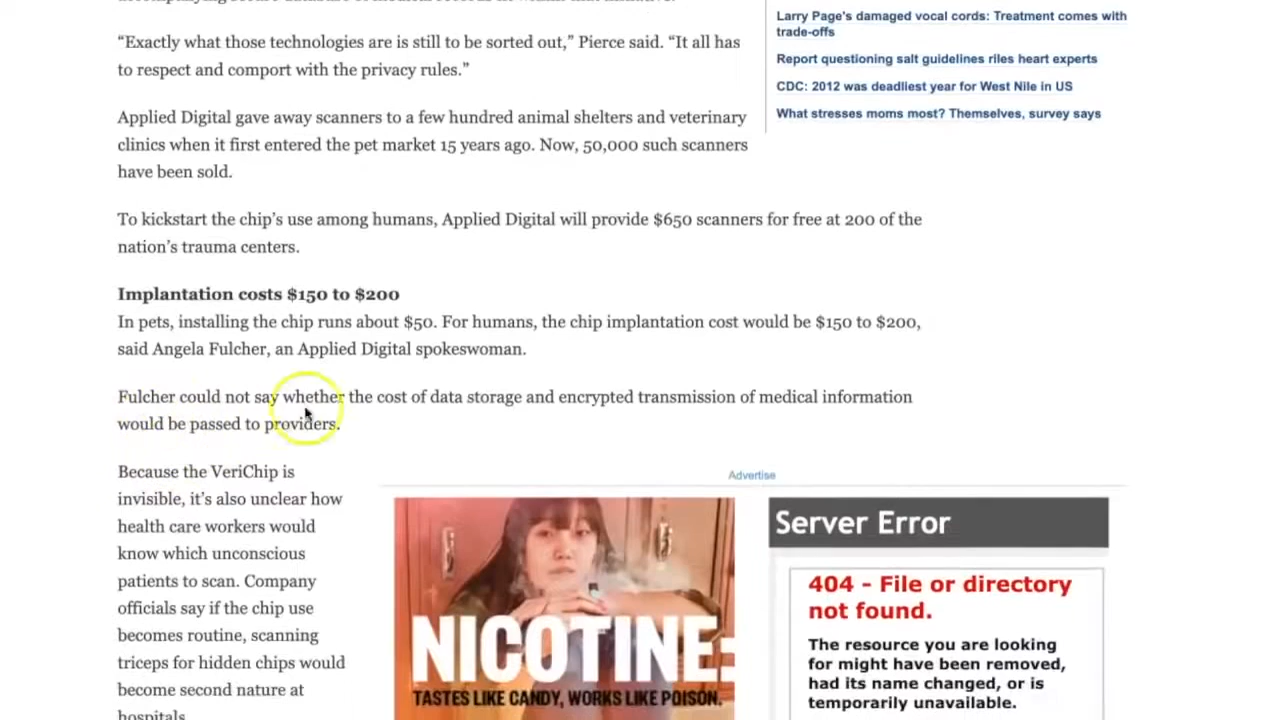 Larry Page's damaged vocal cords: Treatment comes with
trade-offs
Report questioning salt guidelines riles heart experts
CDC: 2012 was deadliest year for West Nile in US
What stresses moms most? Themselves, survey says
“Exactly what those technologies are is still to be sorted out,” Pierce said. “It all has
to respect and comport with the privacy rules.”
Applied Digital gave away scanners to a few hundred animal shelters and veterinary
clinics when it first entered the pet market 15 years ago. Now, 50,000 such scanners
have been sold.
To kickstart the chip’s use among humans, Applied Digital will provide $650 scanners for free at 200 of the
nation’s trauma centers.
Implantation costs $150 to $200
In pets, installing the chip runs about $50. For humans, the chip implantation cost would be $150 to $200,
said Angela Fulcher, an Applied Digital spokeswoman.
Fulcher could not say whether the cost of data storage and encrypted transmission of medical information
would be passed to providers.
Because the VeriChip is
invisible, it’s also unclear how
health care workers would
know which unconscious
patients to scan. Company
officials say if the chip use
becomes routine, scanning
triceps for hidden chips would
become second nature at
hospitals.
Advertise
NICOTINE:
TASTES LIKE CANDY, WORKS LIKE POISON.
Server Error
404 - File or directory
not found.
The resource you are looking
for might have been removed,
had its name changed, or is
temporarily unavailable.